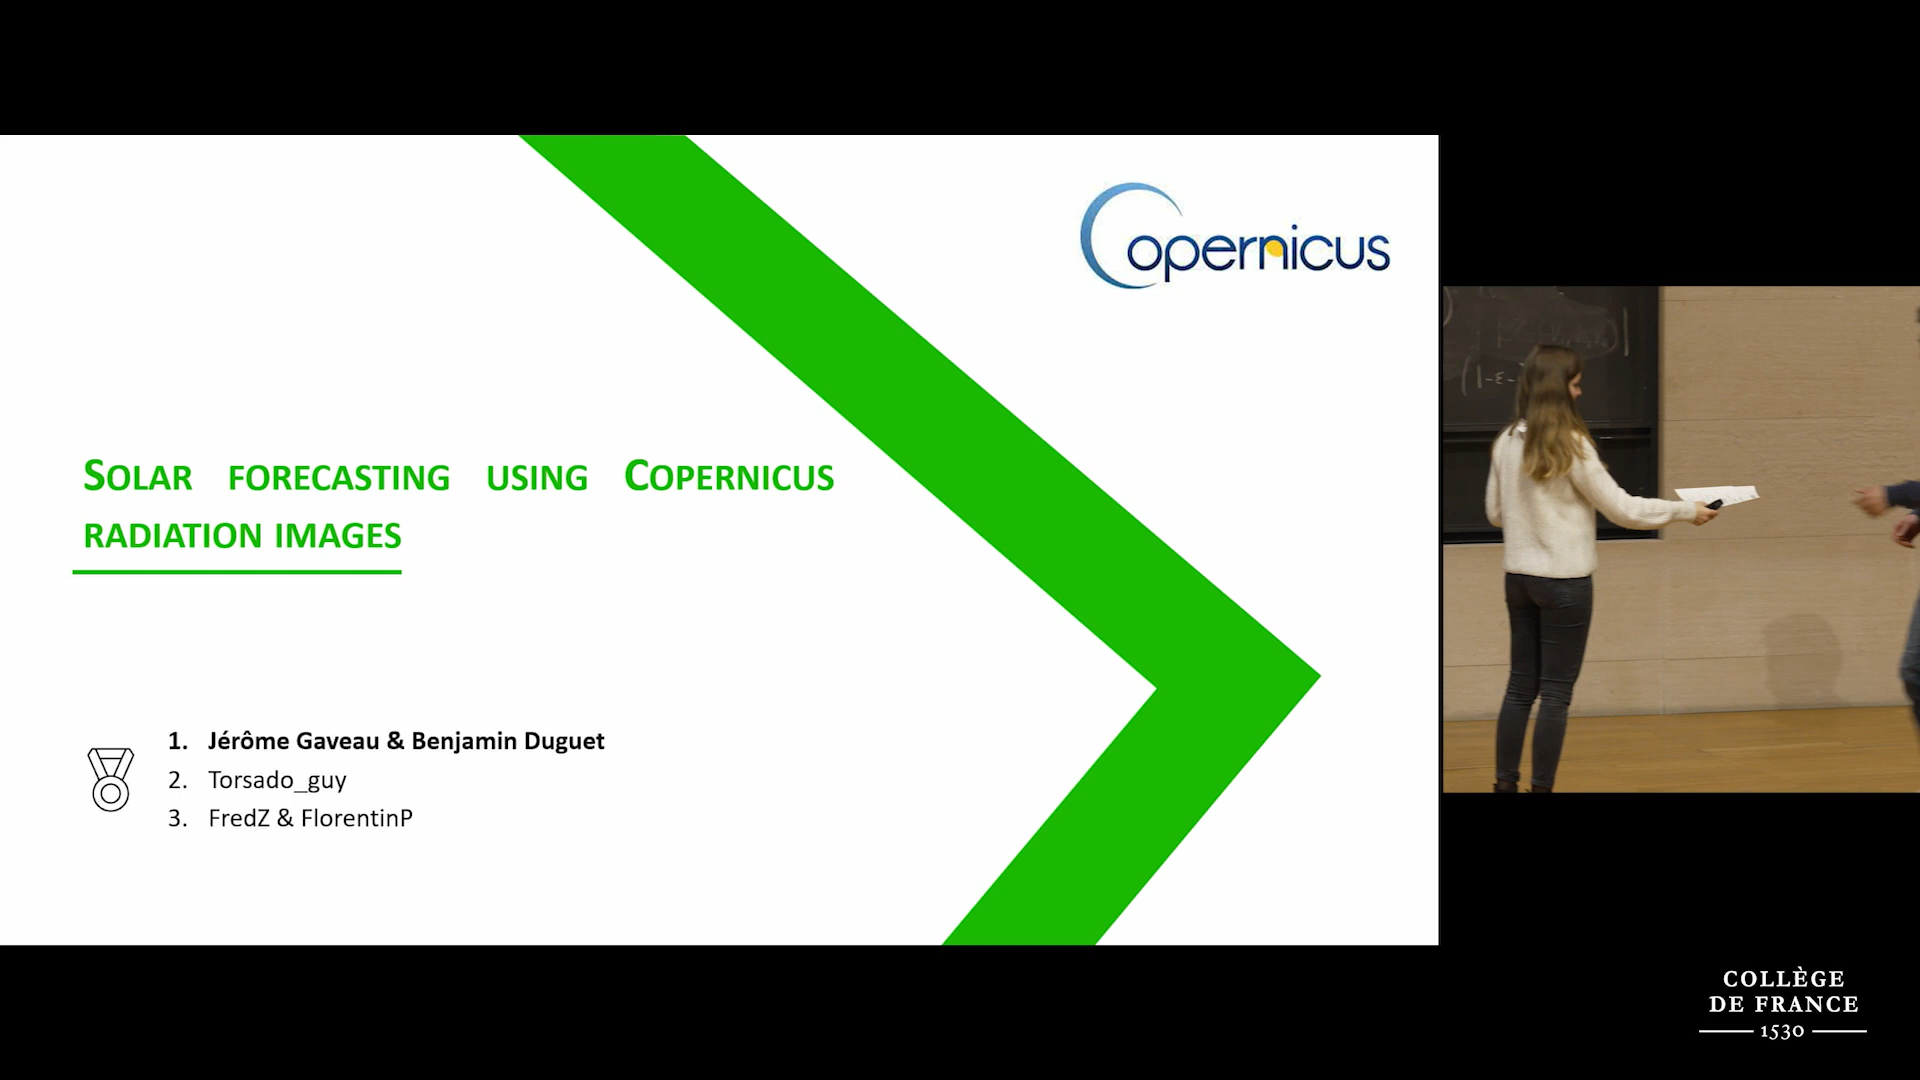 Copernicus
SOLAR FORECASTING USING COPERNICUS
RADIATION IMAGES
1. Jérôme Gaveau & Benjamin Duguet
2. Torsado_guy
3. FredZ & FlorentinP
COLLÈGE
DE FRANCE
1530